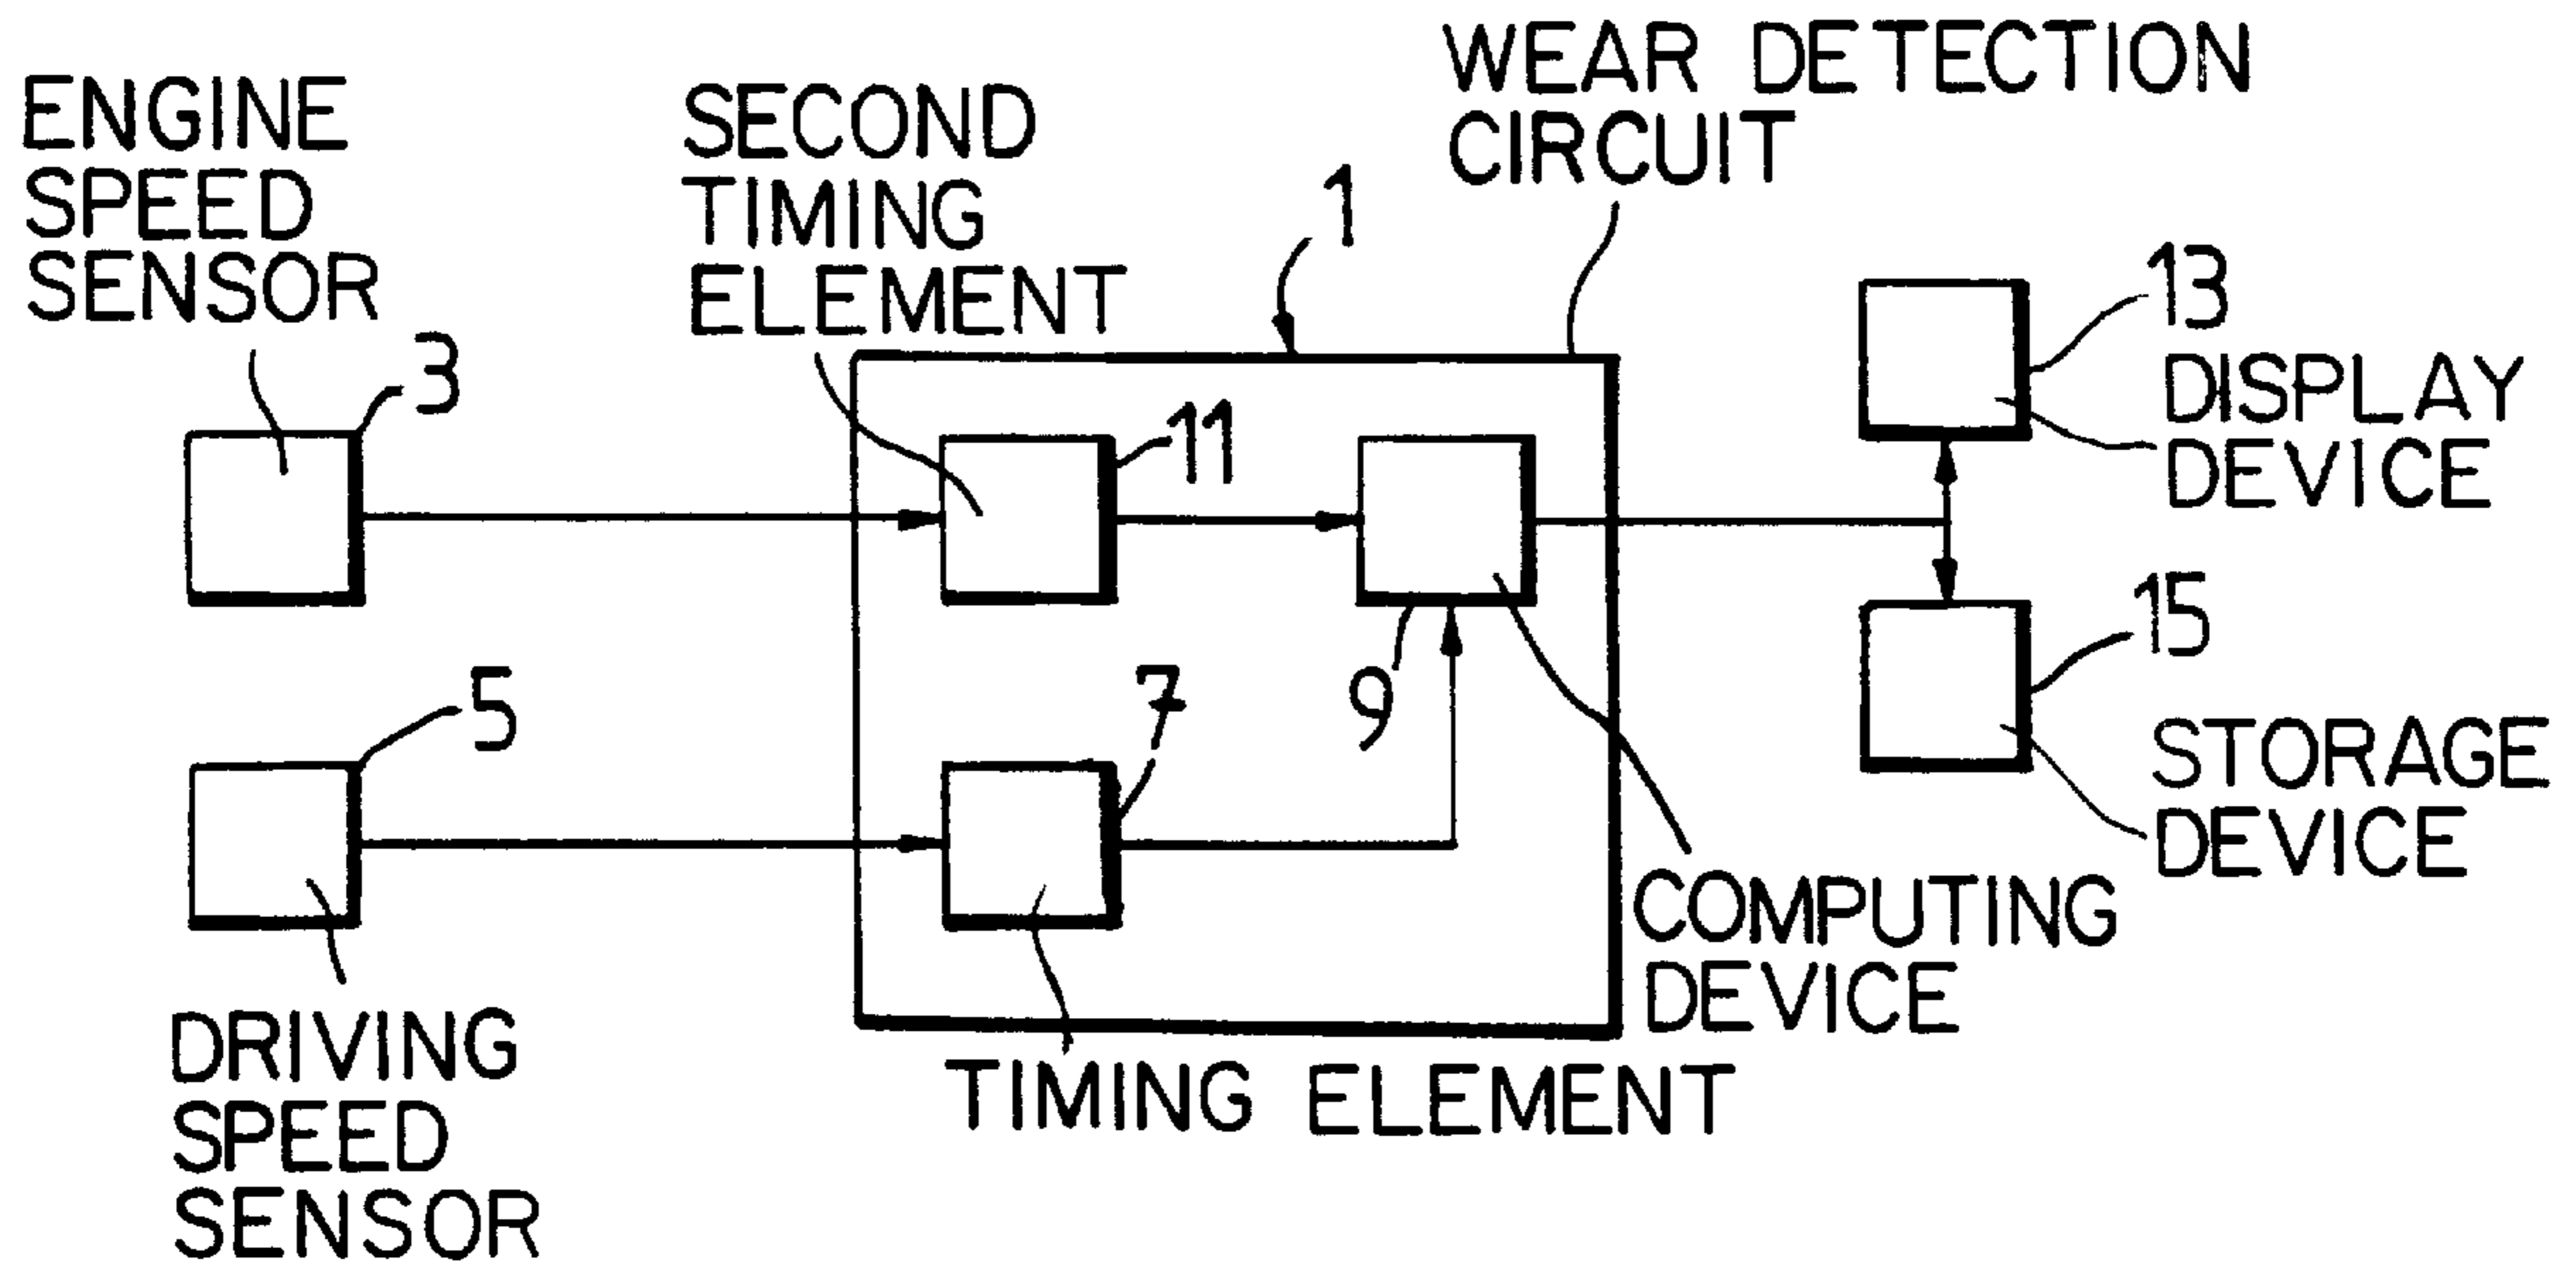 WEAR DETECTION
CIRCUIT
ENGINE
SPEED
SENSOR
SECOND
TIMING
ELEMENT
1
3
11
13
DISPLAY
DEVICE
5
7
9
15
STORAGE
DEVICE
COMPUTING
DEVICE
DRIVING
SPEED
SENSOR
TIMING ELEMENT